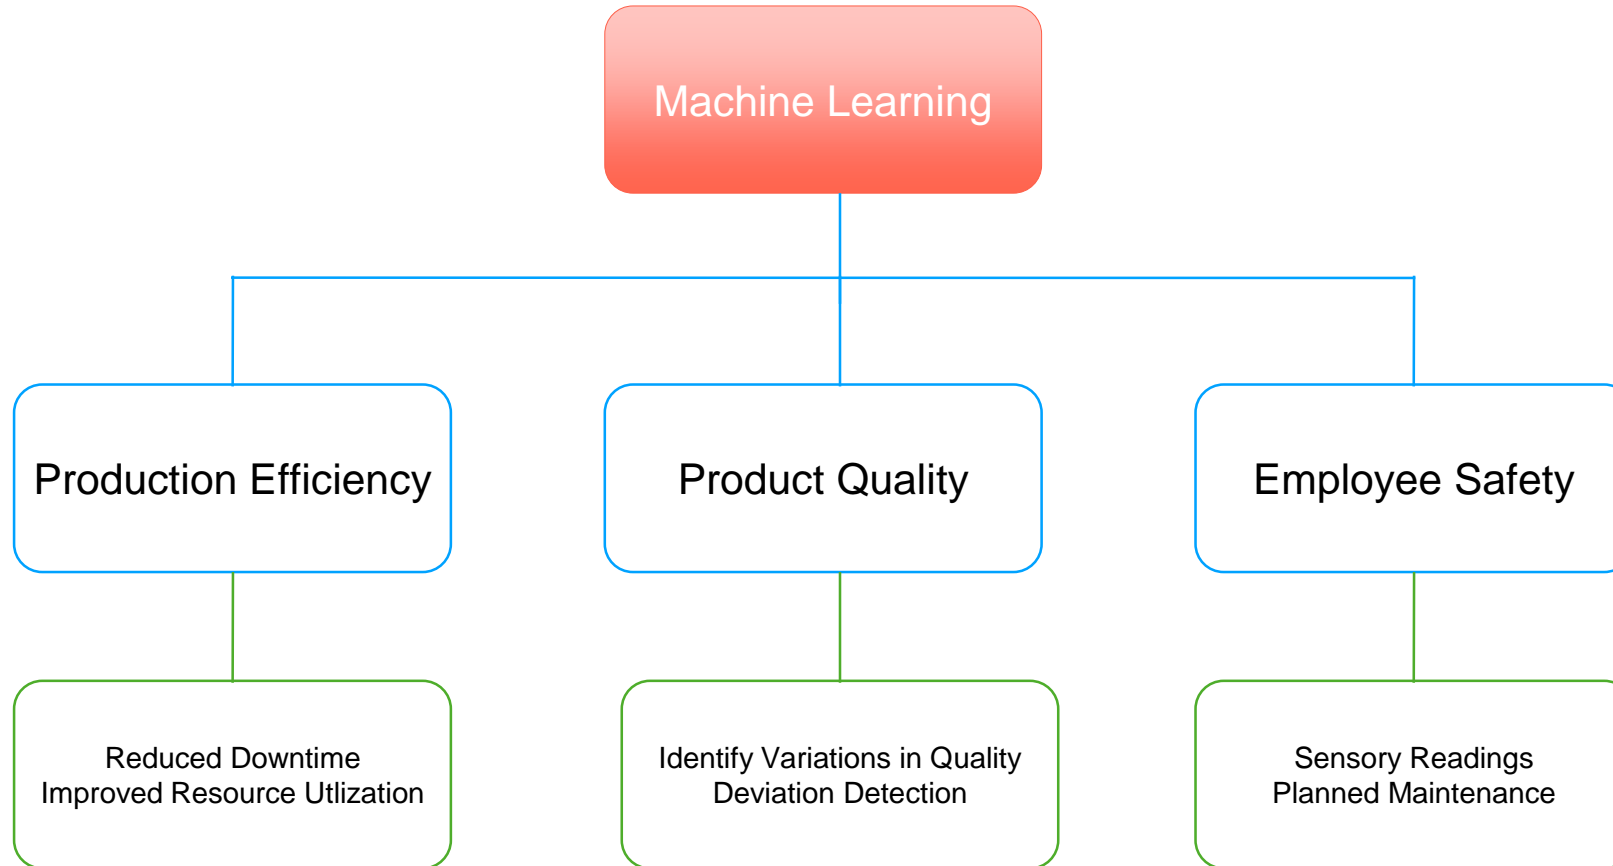 Machine Learning
Production Efficiency
Product Quality
Employee Safety
Reduced Downtime
Improved Resource Utlization
Identify Variations in Quality
Deviation Detection
Sensory Readings
Planned Maintenance